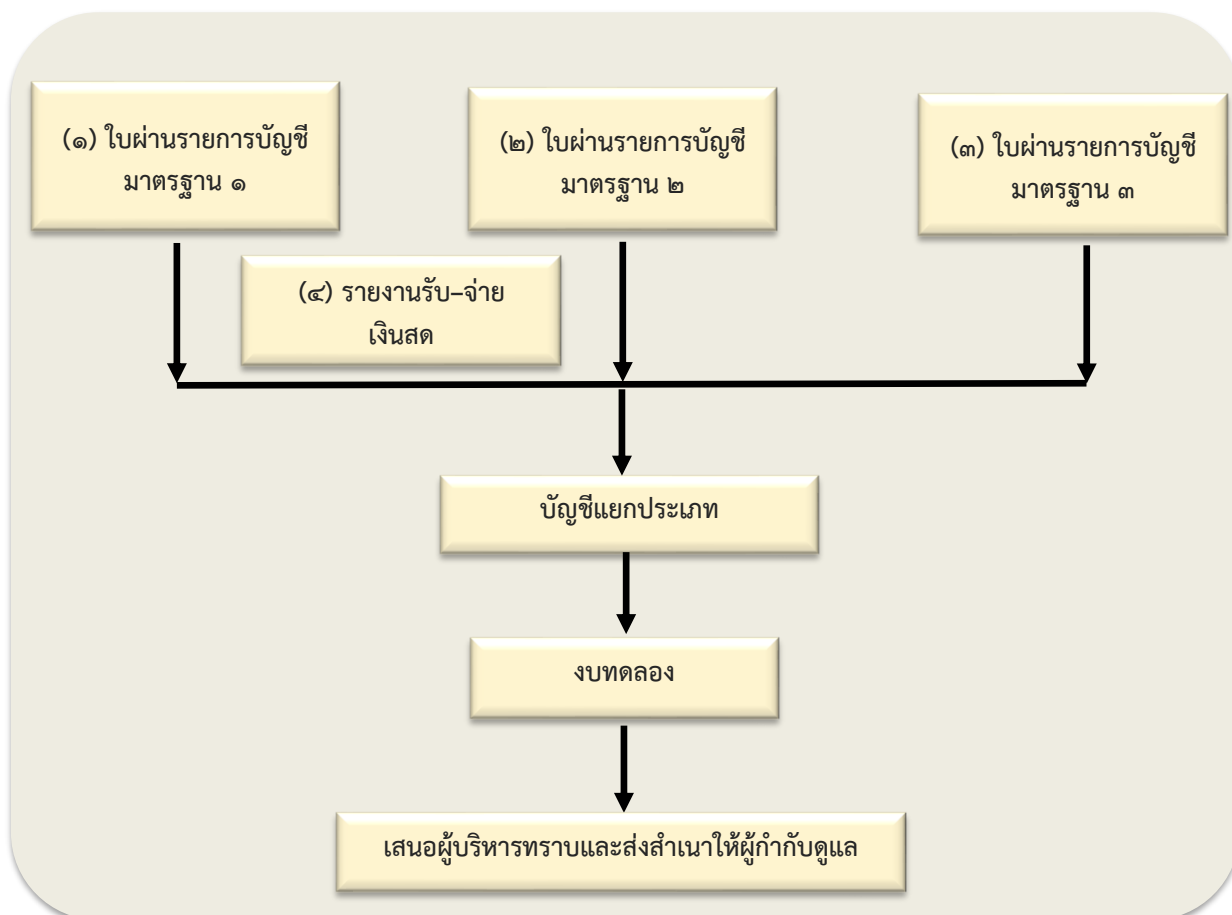 (๑) ใบผ่านรายการบัญชี
มาตรฐาน ๑
(๒) ใบผ่านรายการบัญชี
มาตรฐาน ๒
(๓) ใบผ่านรายการบัญชี
มาตรฐาน ๓
(๔) รายงานรับ–จ่าย
เงินสด
บัญชีแยกประเภท
งบทดลอง
เสนอผู้บริหารทราบและส่งสำเนาให้ผู้กำกับดูแล